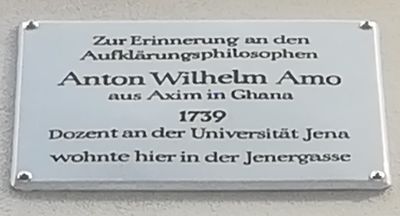 Zur Erinnerung an den
Aufklärungsphilosophen
Anton Wilhelm Amo
aus Axim in Ghana
1739
Dozent an der Universität Jena
wohnte hier in der Jenergasse